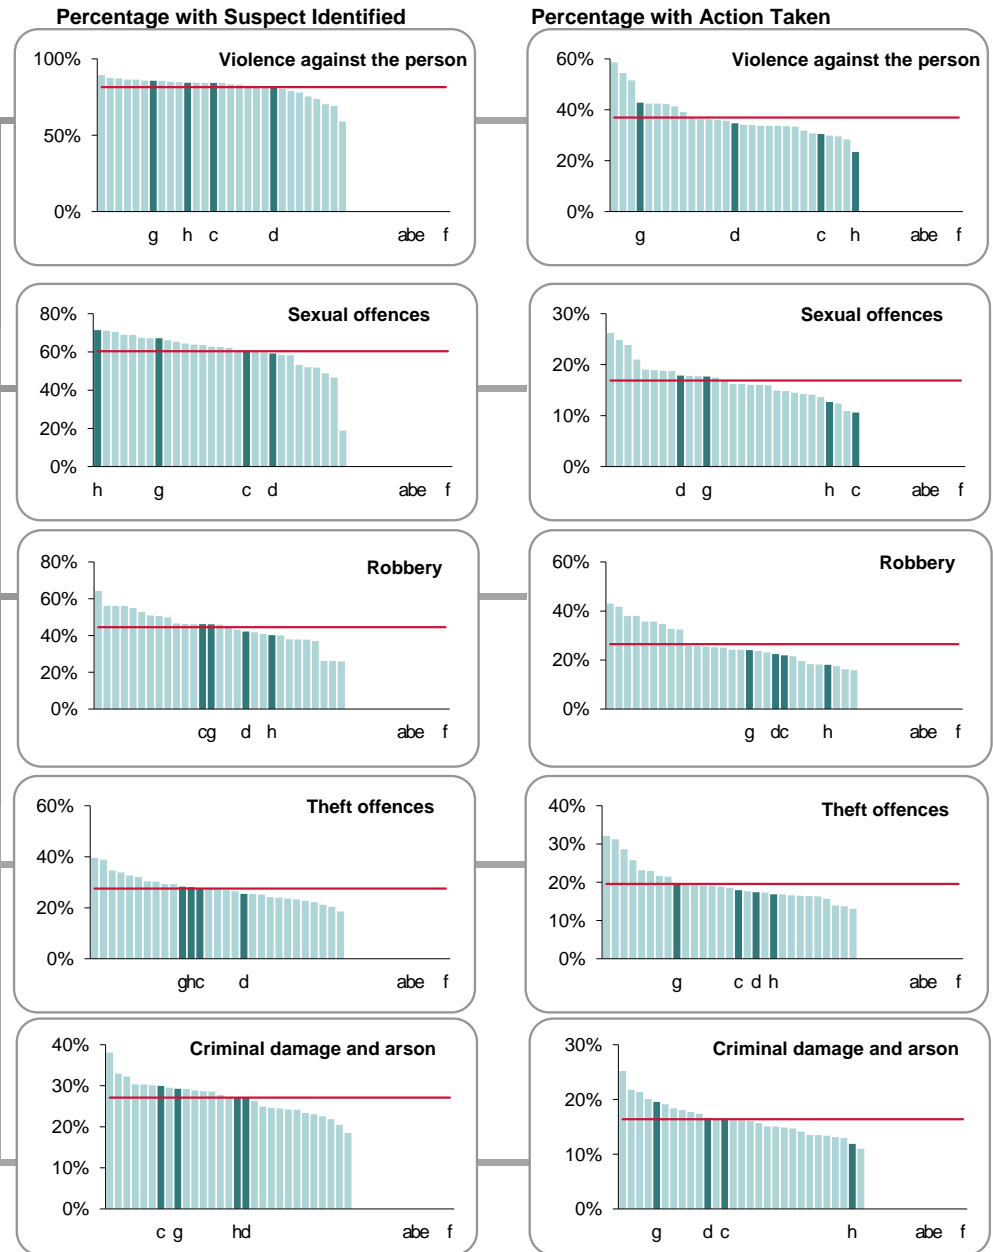 Percentage with Suspect Identified
Percentage with Action Taken
Violence against the person
100%
50%
0%
g h c d abe f
Violence against the person
60%
40%
20%
0%
g d c h abe f
Sexual offences
80%
60%
40%
20%
0%
h g c d abe f
Sexual offences
30%
20%
10%
0%
d g h c abe f
Robbery
80%
60%
40%
20%
0%
cg d h abe f
Robbery
60%
40%
20%
0%
g dc h abe f
Theft offences
60%
40%
20%
0%
ghc d abe f
Theft offences
40%
30%
20%
10%
0%
g c d h abe f
Criminal damage and arson
40%
30%
20%
10%
0%
c g hd abe f
Criminal damage and arson
30%
20%
10%
0%
g d c h abe f